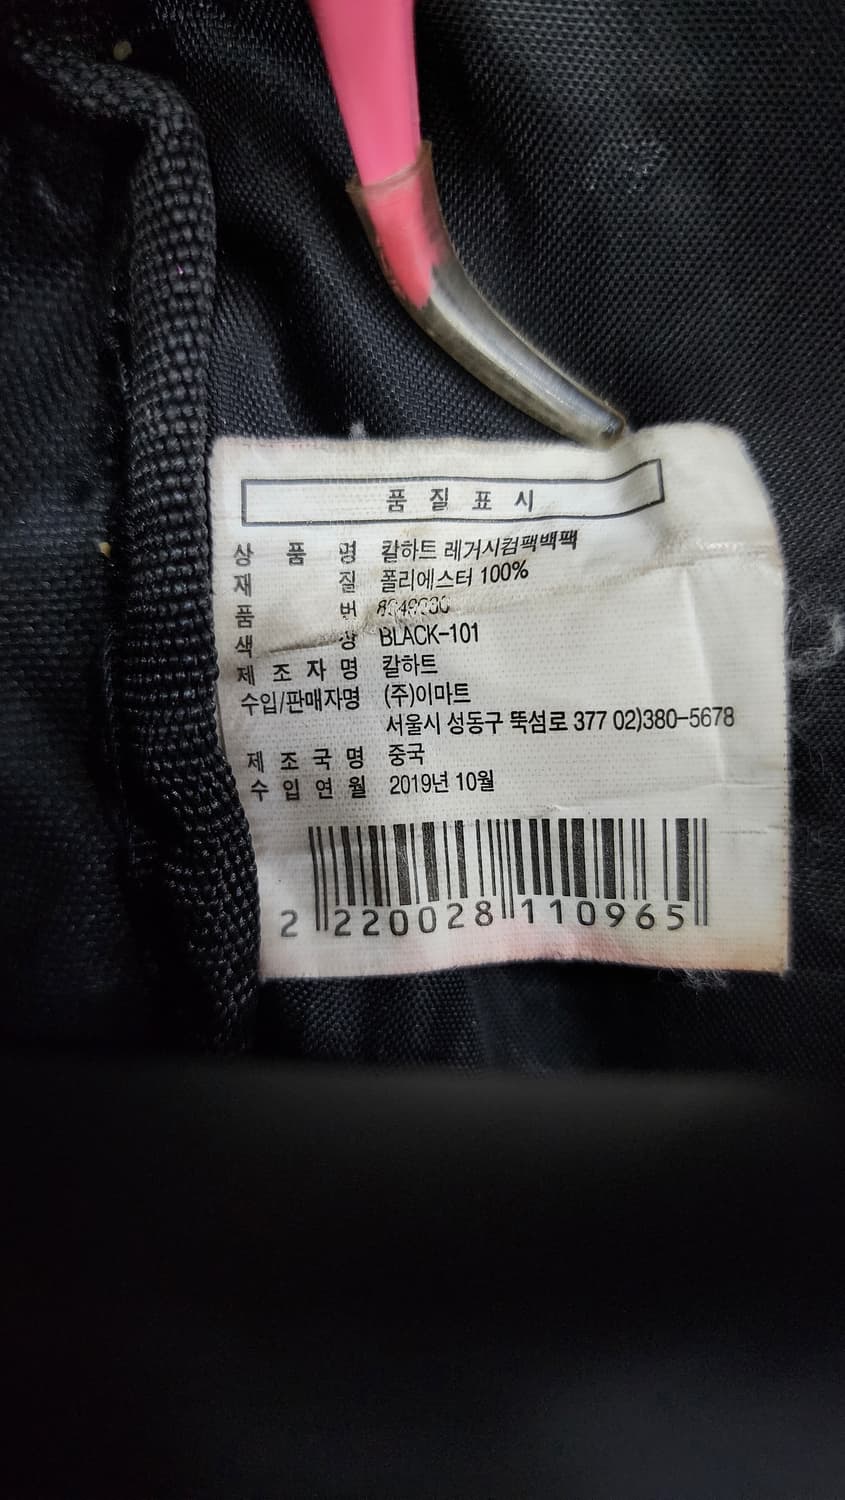 품질표시
상품명 칼하트 레거시컴팩백팩
재질 폴리에스터 100%
품번
색상 BLACK-101
제조자명 칼하트
수입/판매자명 (주)이마트
서울시 성동구 뚝섬로 377 02)380-5678
제조국명 중국
수입연월 2019년 10월
2 220028 110965